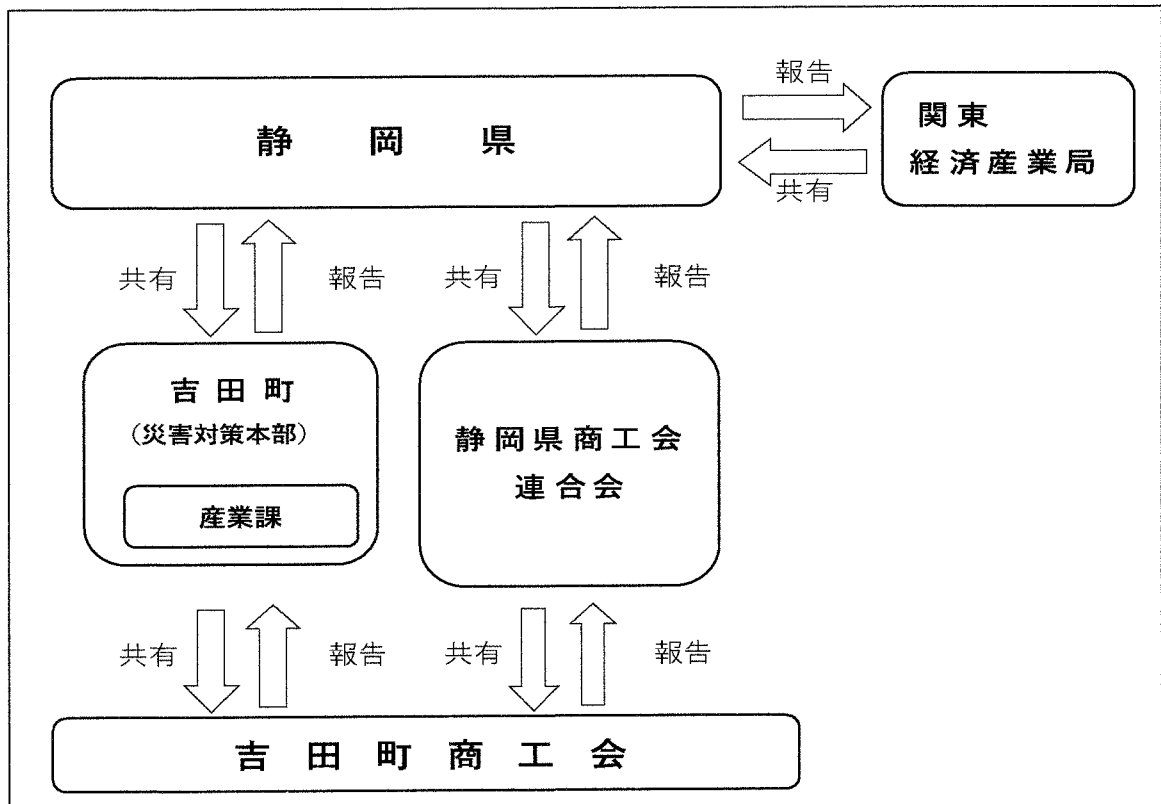 報告
静岡県
関東
経済産業局
共有
共有
報告
共有
報告
吉田町
（災害対策本部）
産業課
静岡県商工会
連合会
共有
報告
共有
報告
吉田町商工会